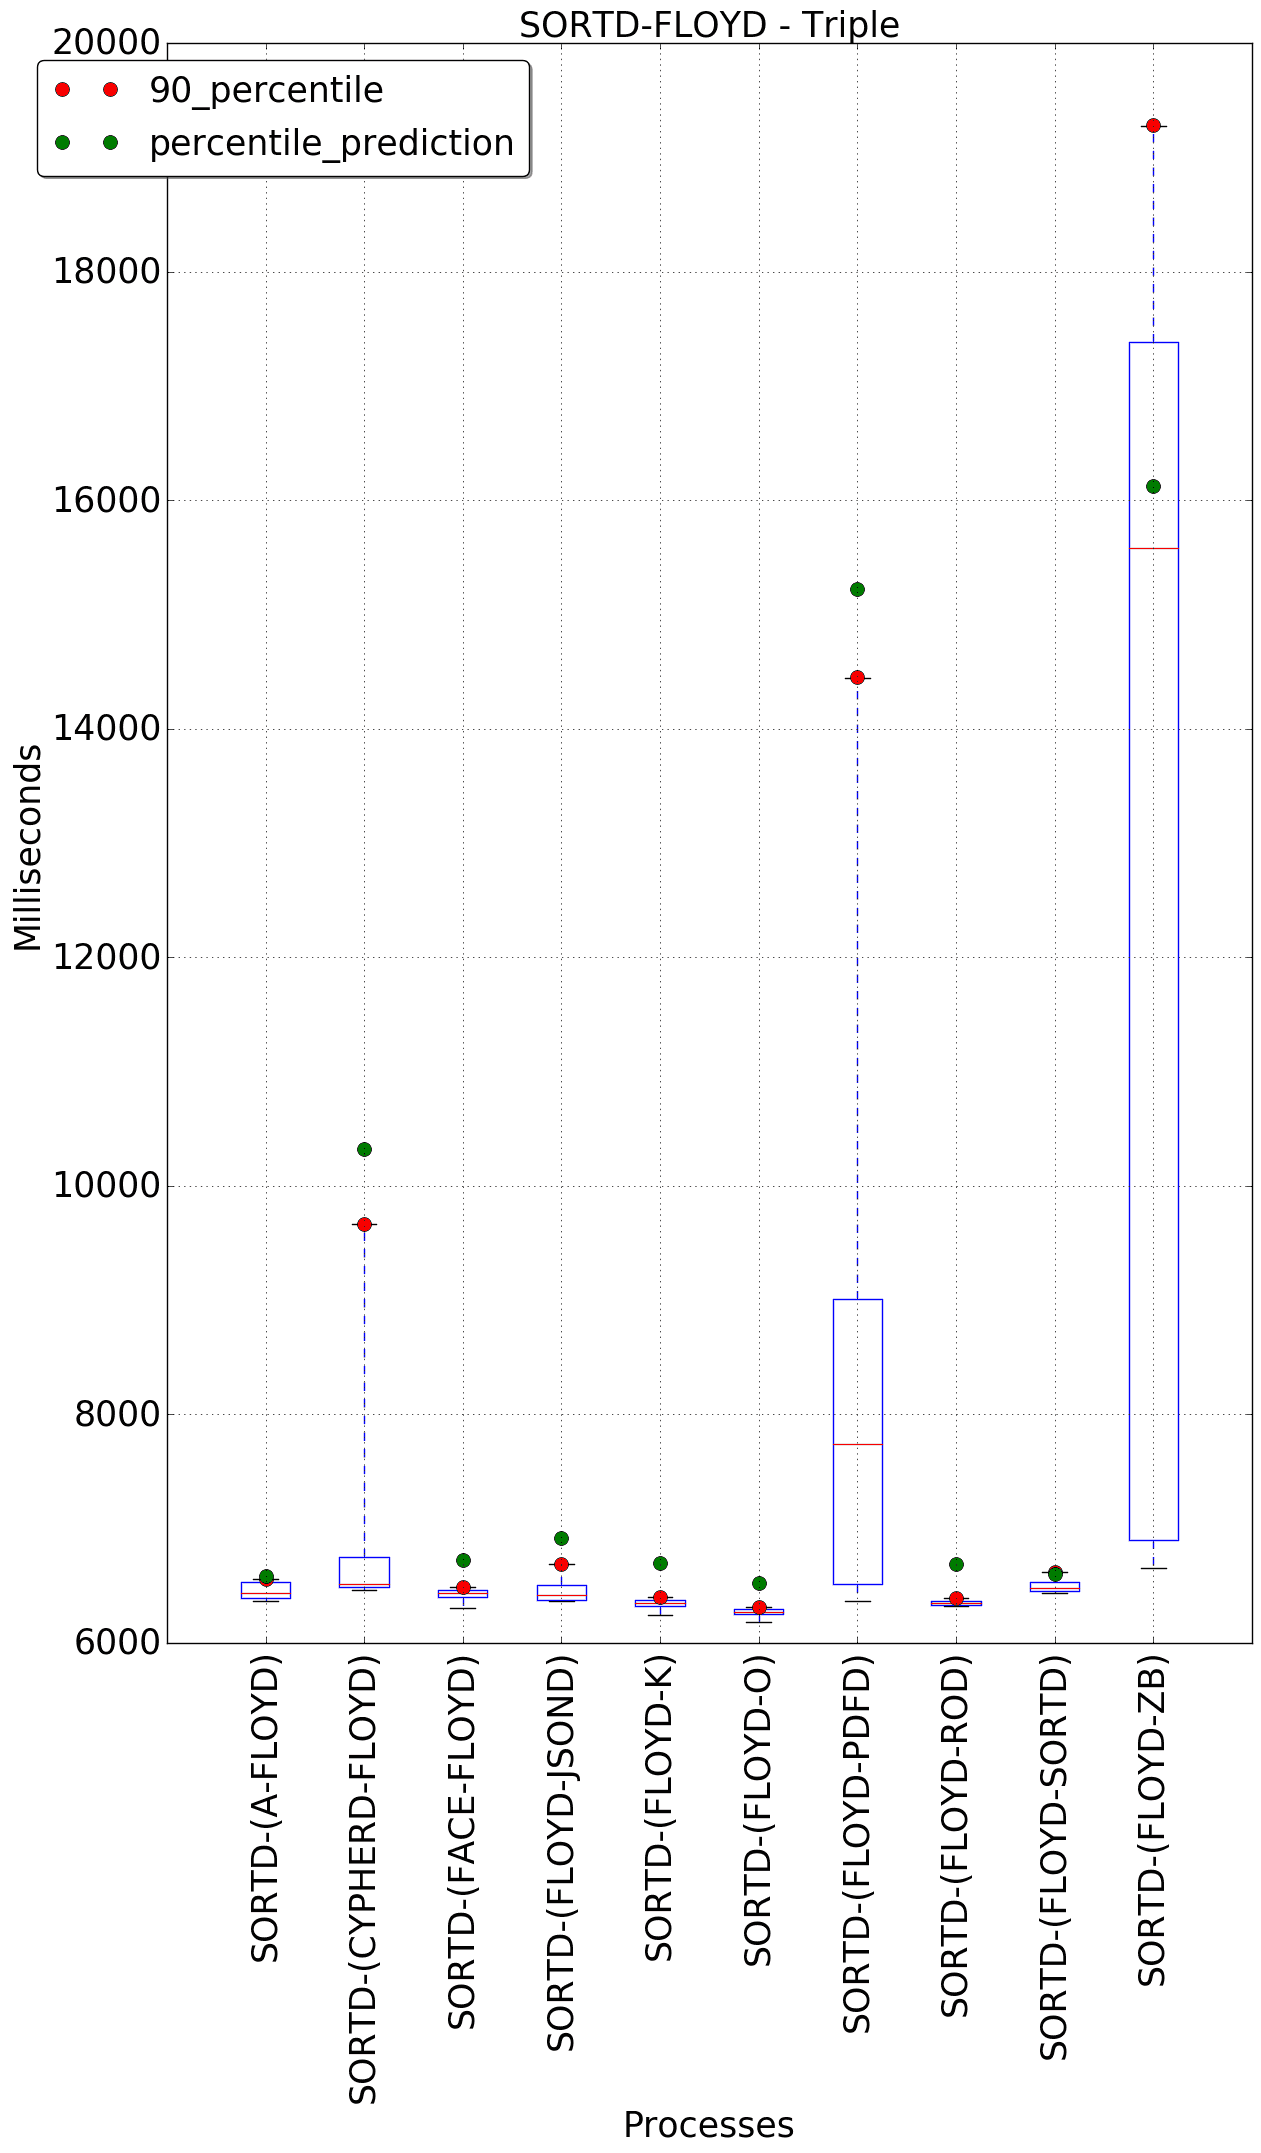 SORTD-FLOYD - Triple
90_percentile
percentile_prediction
20000
18000
16000
14000
12000
10000
8000
6000
Milliseconds
SORTD-(A-FLOYD)
SORTD-(CYPHERD-FLOYD)
SORTD-(FACE-FLOYD)
SORTD-(FLOYD-JSOND)
SORTD-(FLOYD-K)
SORTD-(FLOYD-O)
SORTD-(FLOYD-PDFD)
SORTD-(FLOYD-ROD)
SORTD-(FLOYD-SORTD)
SORTD-(FLOYD-ZB)
Processes